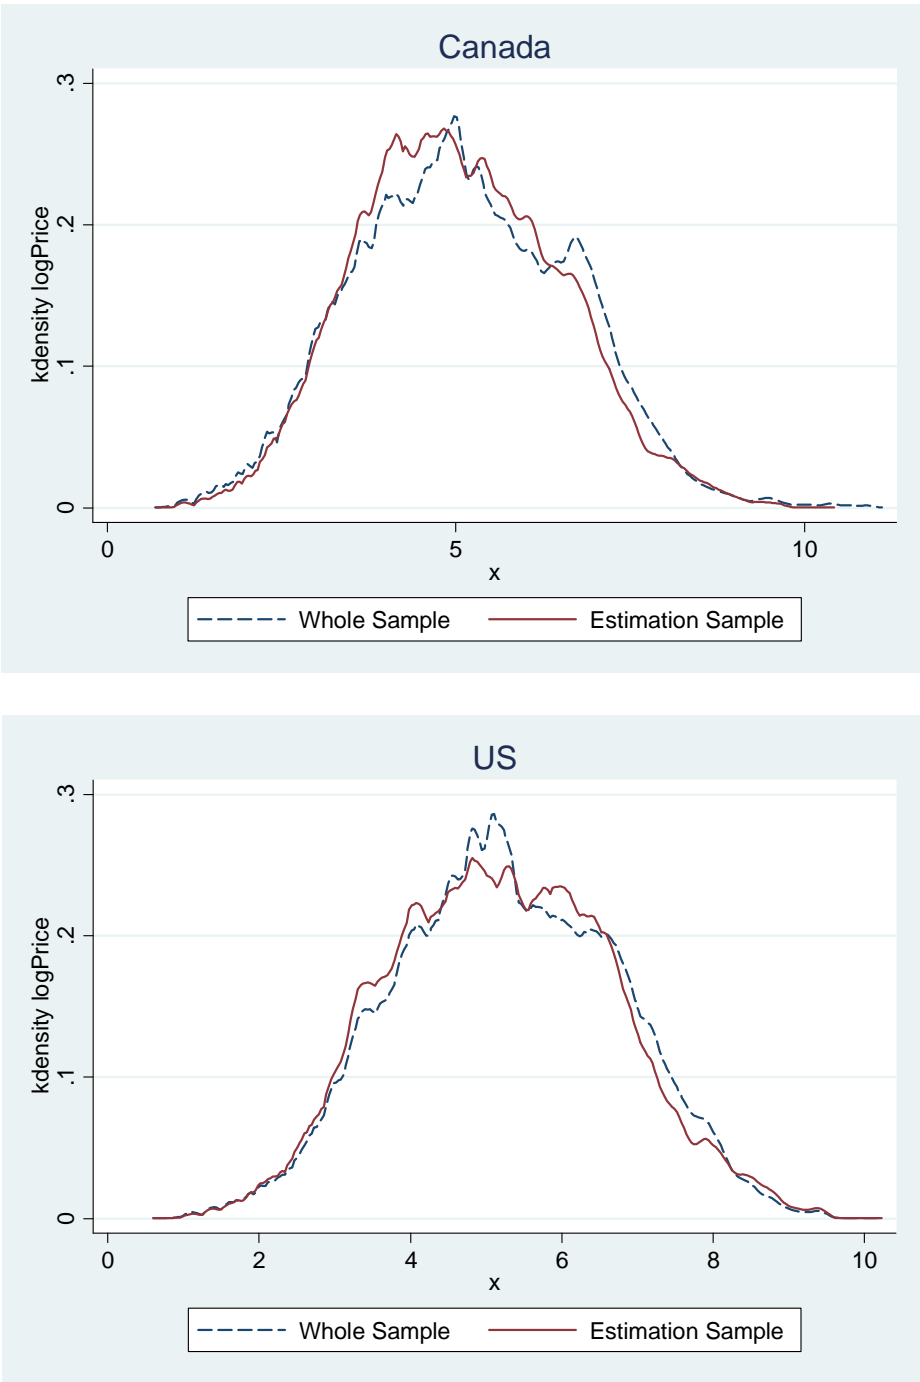 Canada
kdensity logPrice
.3
.2
.1
0
0 5 10
x
Whole Sample Estimation Sample
US
kdensity logPrice
.3
.2
.1
0
0 2 4 6 8 10
x
Whole Sample Estimation Sample